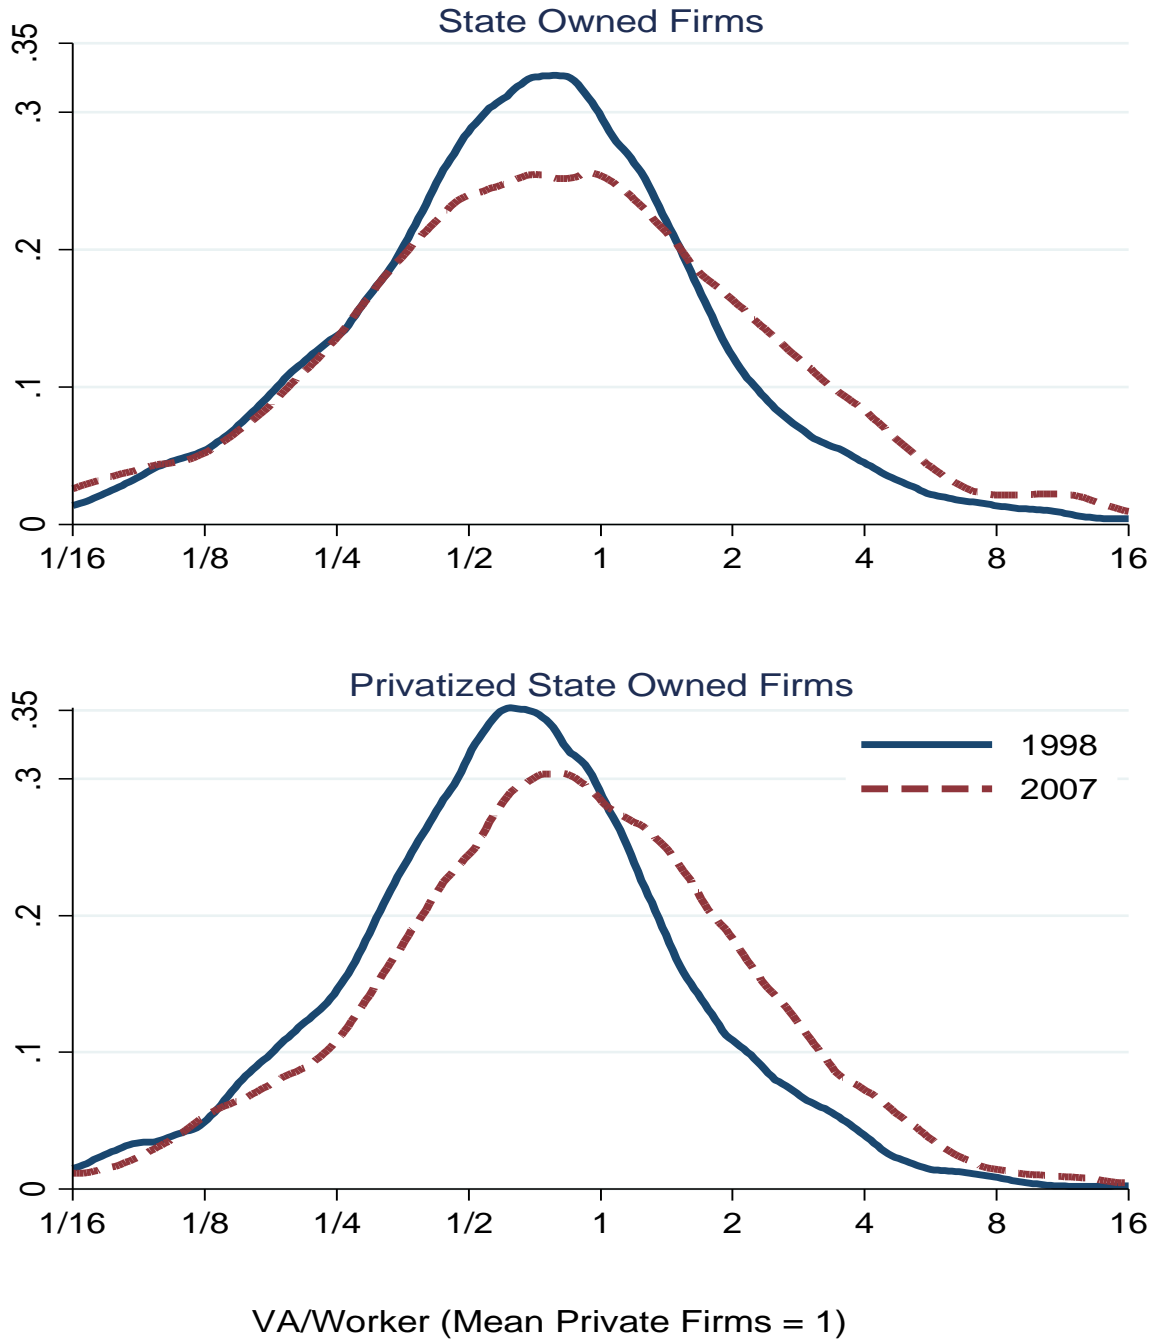 State Owned Firms
.35
.3
.2
.1
0
1/16 1/8 1/4 1/2 1 2 4 8 16
Privatized State Owned Firms
.35
.3
.2
.1
0
1998
2007
1/16 1/8 1/4 1/2 1 2 4 8 16
VA/Worker (Mean Private Firms = 1)